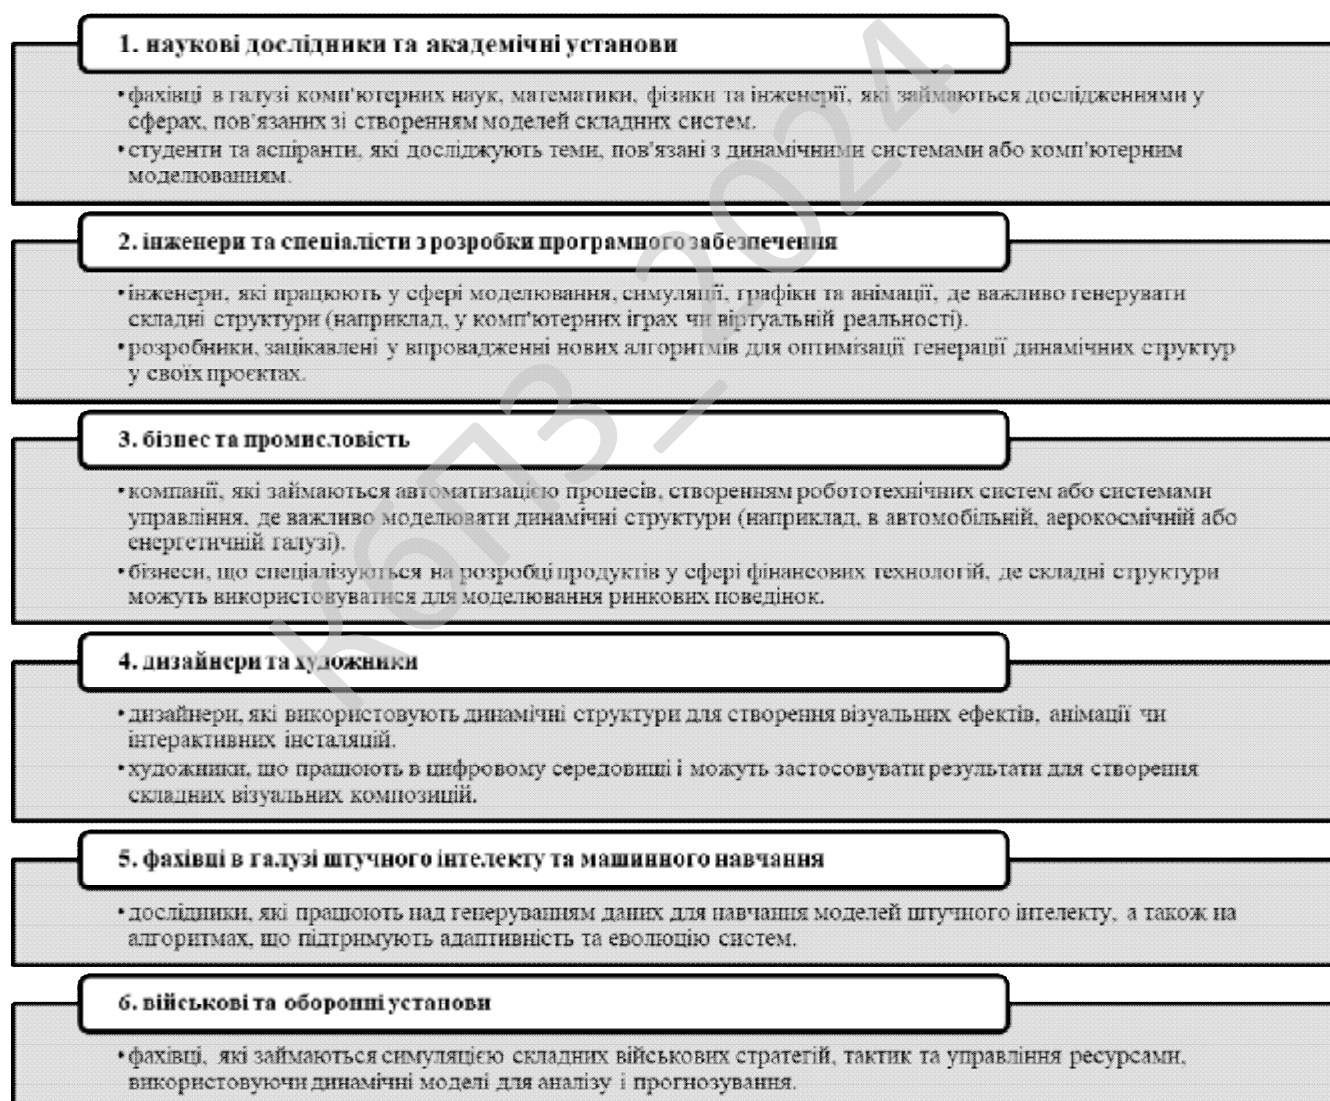 1. наукові дослідники та академічні установи
•фахівці в галузі комп'ютерних наук, математики, фізики та інженерії, які займаються дослідженнями у
сферах, пов'язаних зі створенням моделей складних систем.
•студенти та аспіранти, які досліджують теми, пов'язані з динамічними системами або комп'ютерним
моделюванням.
2. інженери та спеціалісти з розробки програмного забезпечення
•інженери, які працюють у сфері моделювання, симуляції, графіки та анімації, де важливо генерувати
складні структури (наприклад, у комп'ютерних іграх чи віртуальній реальності).
•розробники, зацікавлені у впровадженні нових алгоритмів для оптимізації генерації динамічних структур
у своїх проєктах.
3. бізнес та промисловість
•компанії, які займаються автоматизацією процесів, створенням робототехнічних систем або системами
управління, де важливо моделювати динамічні структури (наприклад, в автомобільній, аерокосмічній або
енергетичній галузі).
•бізнеси, що спеціалізуються на розробці продуктів у сфері фінансових технологій, де складні структури
можуть використовуватися для моделювання ринкових поведінок.
4. дизайнери та художники
•дизайнери, які використовують динамічні структури для створення візуальних ефектів, анімації чи
інтерактивних інсталяцій.
•художники, що працюють в цифровому середовищі і можуть застосовувати результати для створення
складних візуальних композицій.
5. фахівці в галузі штучного інтелекту та машинного навчання
•дослідники, які працюють над генеруванням даних для навчання моделей штучного інтелекту, а також на
алгоритмах, що підтримують адаптивність та еволюцію систем.
6. військові та оборонні установи
•фахівці, які займаються симуляцією складних військових стратегій, тактик та управління ресурсами,
використовуючи динамічні моделі для аналізу і прогнозування.
КбПЗ_2024